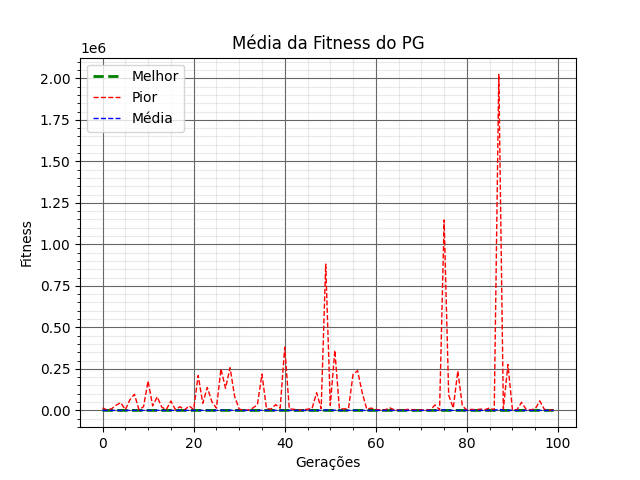 Média da Fitness do PG
1e6
Melhor
Pior
Média
2.00
1.75
1.50
1.25
1.00
0.75
0.50
0.25
0.00
Fitness
0 20 40 60 80 100
Gerações